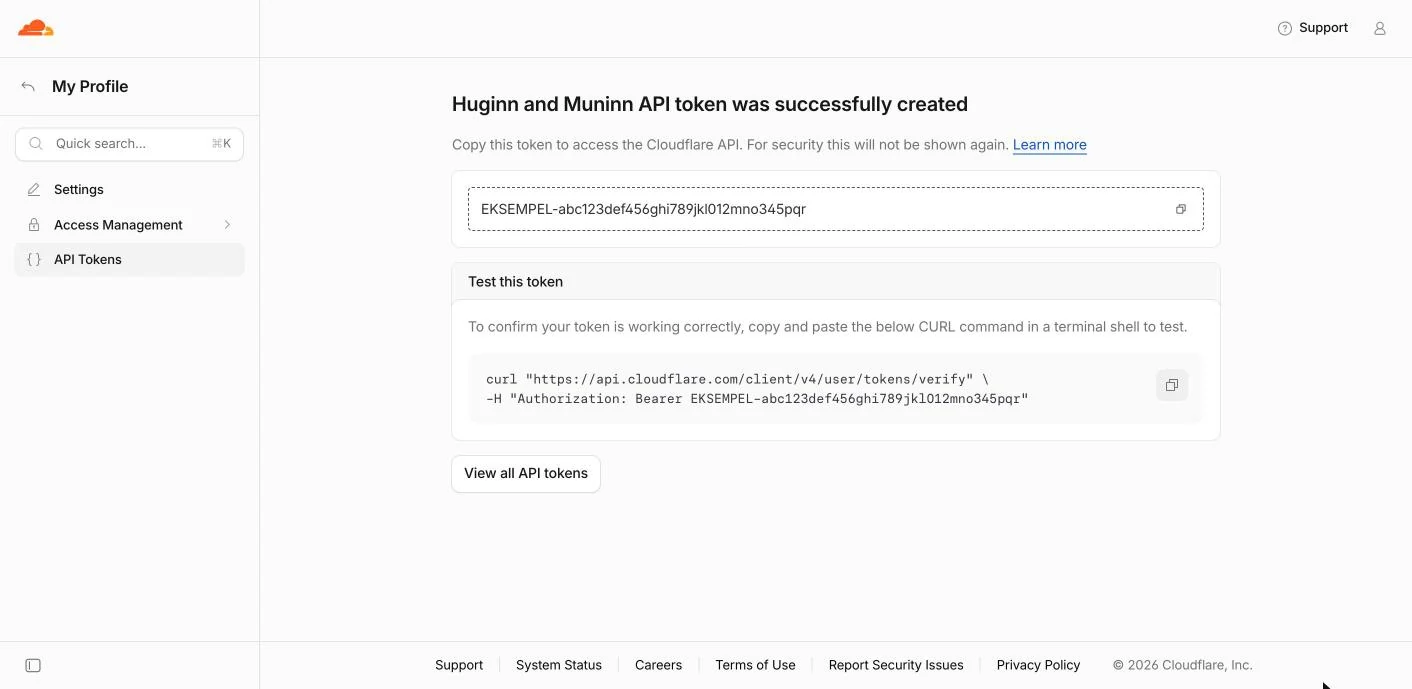 Support
My Profile
Quick search...
⌘K
Settings
Access Management
API Tokens
Huginn and Muninn API token was successfully created
Copy this token to access the Cloudflare API. For security this will not be shown again. Learn more
EKSEMPEL-abc123def456ghi789jkl012mno345pqr
Test this token
To confirm your token is working correctly, copy and paste the below CURL command in a terminal shell to test.
curl "https://api.cloudflare.com/client/v4/user/tokens/verify" \
-H "Authorization: Bearer EKSEMPEL-abc123def456ghi789jkl012mno345pqr"
View all API tokens
Support
System Status
Careers
Terms of Use
Report Security Issues
Privacy Policy
© 2026 Cloudflare, Inc.